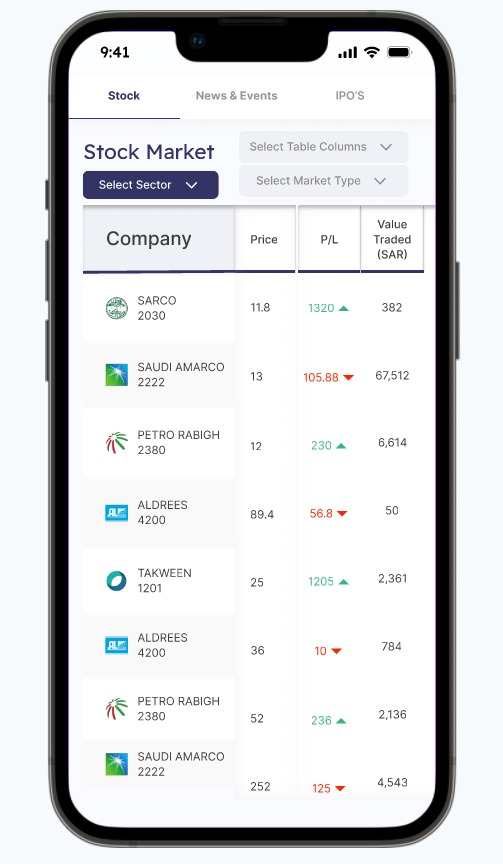 9:41
Stock
News & Events
IPO'S
Stock Market
Select Table Columns
Select Sector
Select Market Type
Company
Price
P/L
Value
Traded
(SAR)
SARCO
2030
11.8
1320
382
SAUDI AMARCO
2222
13
105.88
67,512
PETRO RABIGH
2380
12
230
6,614
ALDREES
4200
89.4
56.8
50
TAKWEEN
1201
25
1205
2,361
ALDREES
4200
36
10
784
PETRO RABIGH
2380
52
236
2,136
SAUDI AMARCO
2222
252
125
4,543